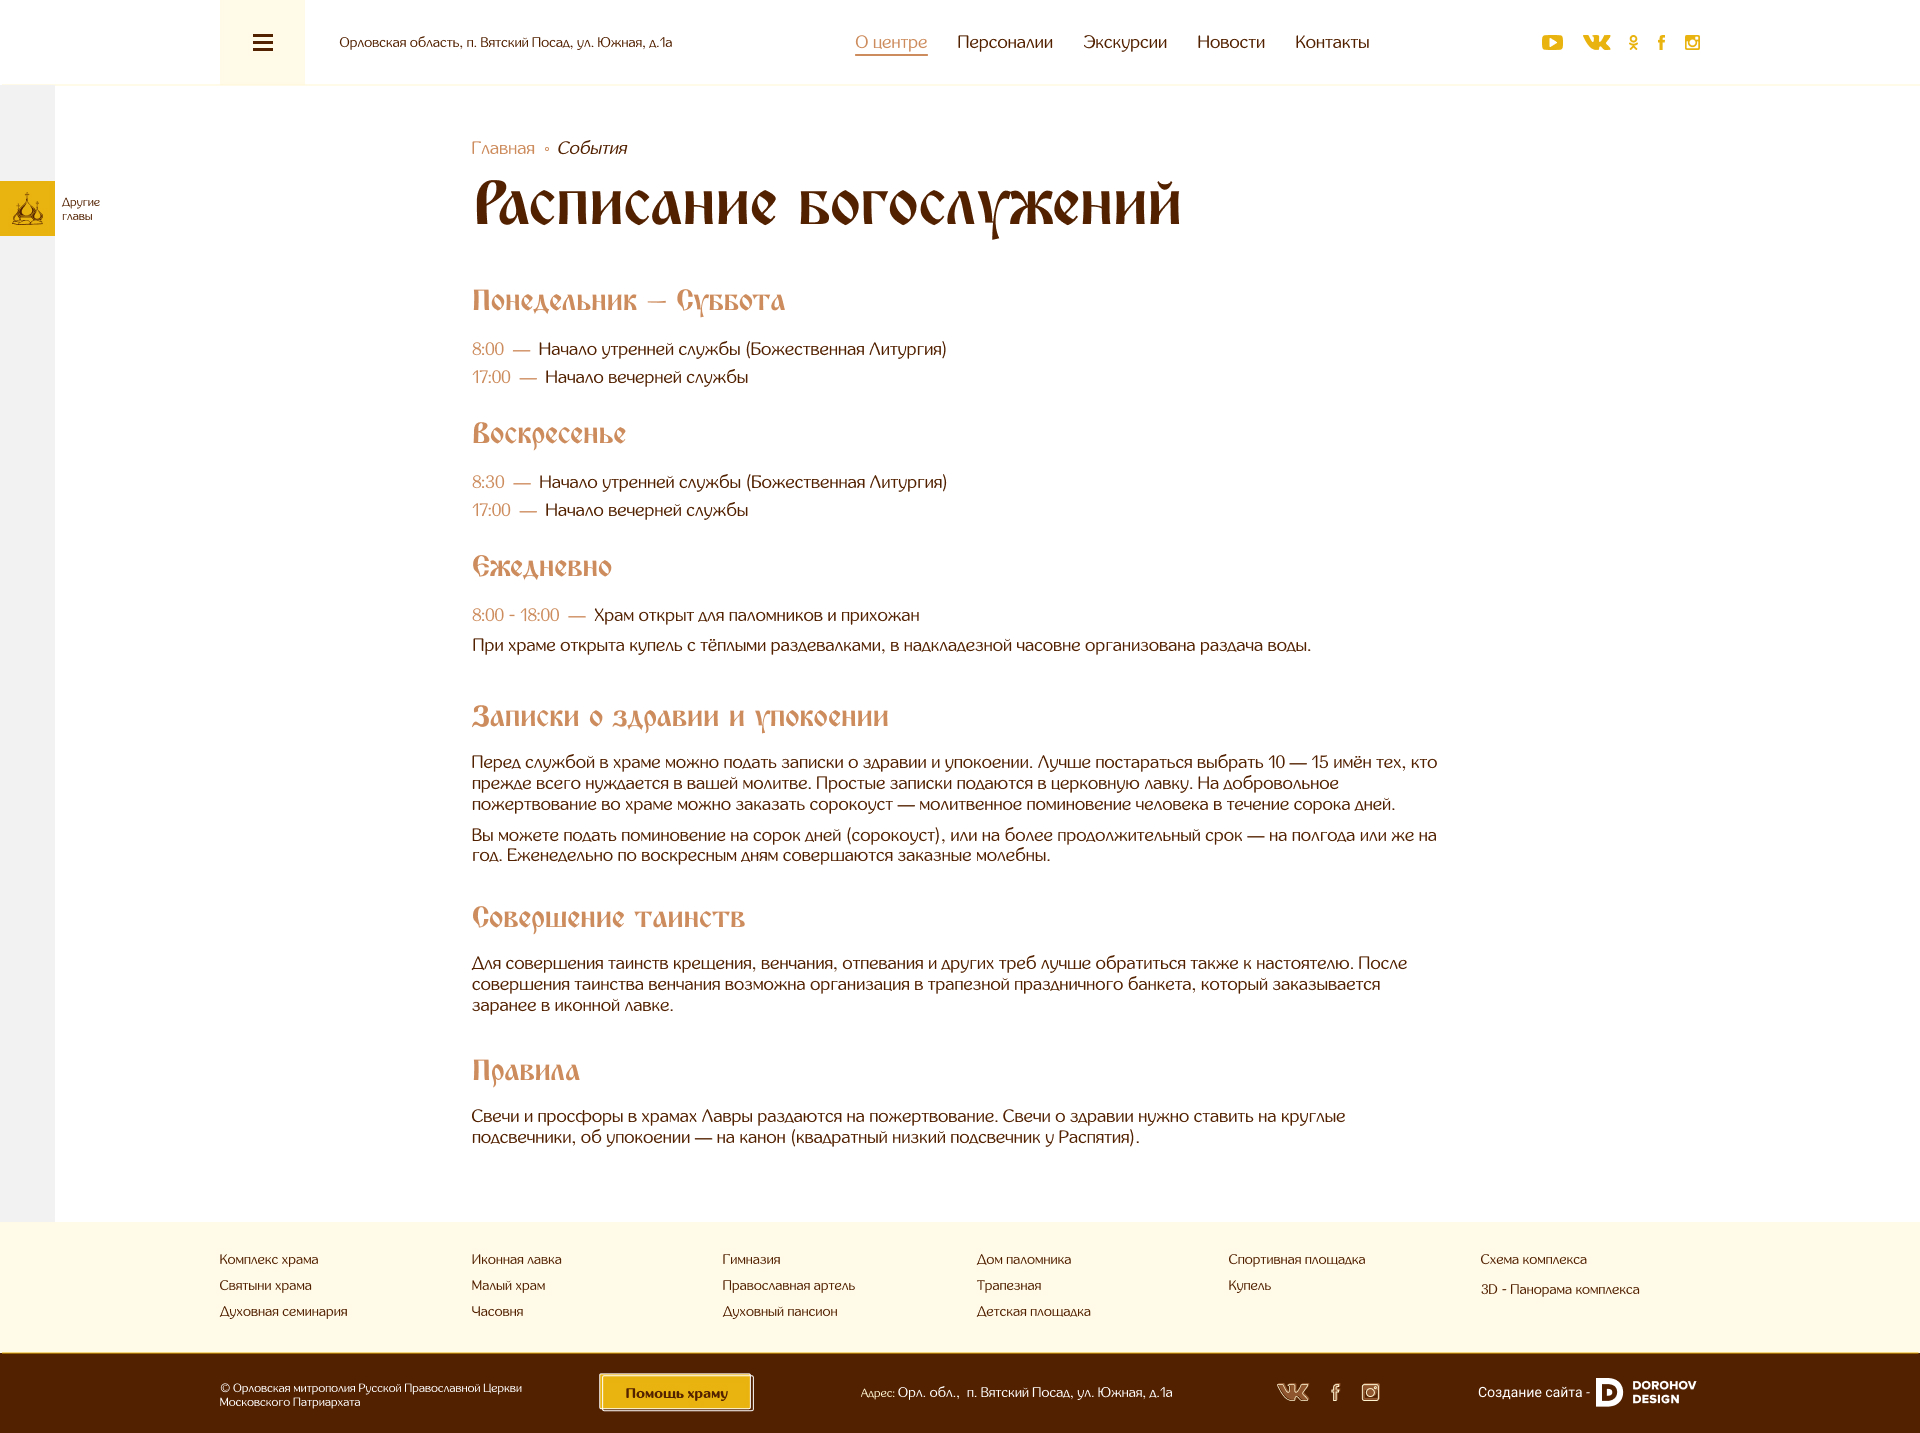 Орловская область, п. Вятский Посад, ул. Южная, д.1а
О центре
Персоналии
Экскурсии
Новости
Контакты
Другие
главы
Главная
События
Расписание богослужений
Понедельник — Суббота
8:00 — Начало утренней службы (Божественная Литургия)
17:00 — Начало вечерней службы
Воскресенье
8:30 — Начало утренней службы (Божественная Литургия)
17:00 — Начало вечерней службы
Ежедневно
8:00 - 18:00 — Храм открыт для паломников и прихожан
При храме открыта купель с тёплыми раздевалками, в надкладезной часовне организована раздача воды.
Записки о здравии и упокоении
Перед службой в храме можно подать записки о здравии и упокоении. Лучше постараться выбрать 10 — 15 имён тех, кто
прежде всего нуждается в вашей молитве. Простые записки подаются в церковную лавку. На добровольное
пожертвование во храме можно заказать сорокоуст — молитвенное поминовение человека в течение сорока дней.
Вы можете подать поминовение на сорок дней (сорокоуст), или на более продолжительный срок — на полгода или же на
год. Еженедельно по воскресным дням совершаются заказные молебны.
Совершение таинств
Для совершения таинств крещения, венчания, отпевания и других треб лучше обратиться также к настоятелю. После
совершения таинства венчания возможна организация в трапезной праздничного банкета, который заказывается
заранее в иконной лавке.
Правила
Свечи и просфоры в храмах Лавры раздаются на пожертвование. Свечи о здравии нужно ставить на круглые
подсвечники, об упокоении — на канон (квадратный низкий подсвечник у Распятия).
Комплекс храма
Святыни храма
Духовная семинария
Иконная лавка
Малый храм
Часовня
Гимназия
Православная артель
Духовный пансион
Дом паломника
Трапезная
Детская площадка
Спортивная площадка
Купель
Схема комплекса
3D - Панорама комплекса
© Орловская митрополия Русской Православной Церкви
Московского Патриархата
Помощь храму
Адрес: Орл. обл., п. Вятский Посад, ул. Южная, д.1а
Создание сайта -
DOROHOV
DESIGN